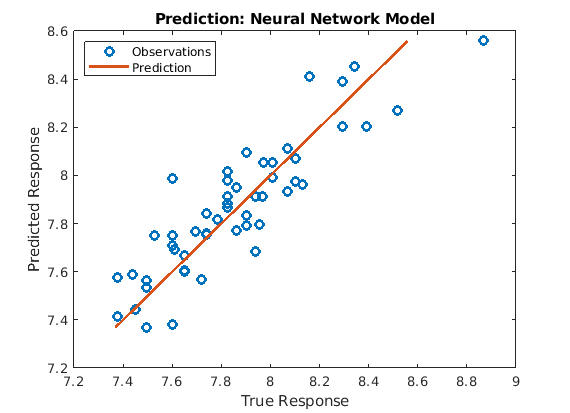 Prediction: Neural Network Model
Observations
Prediction
Predicted Response
8.6
8.4
8.2
8
7.8
7.6
7.4
7.2
7.2 7.4 7.6 7.8 8 8.2 8.4 8.6 8.8 9
True Response